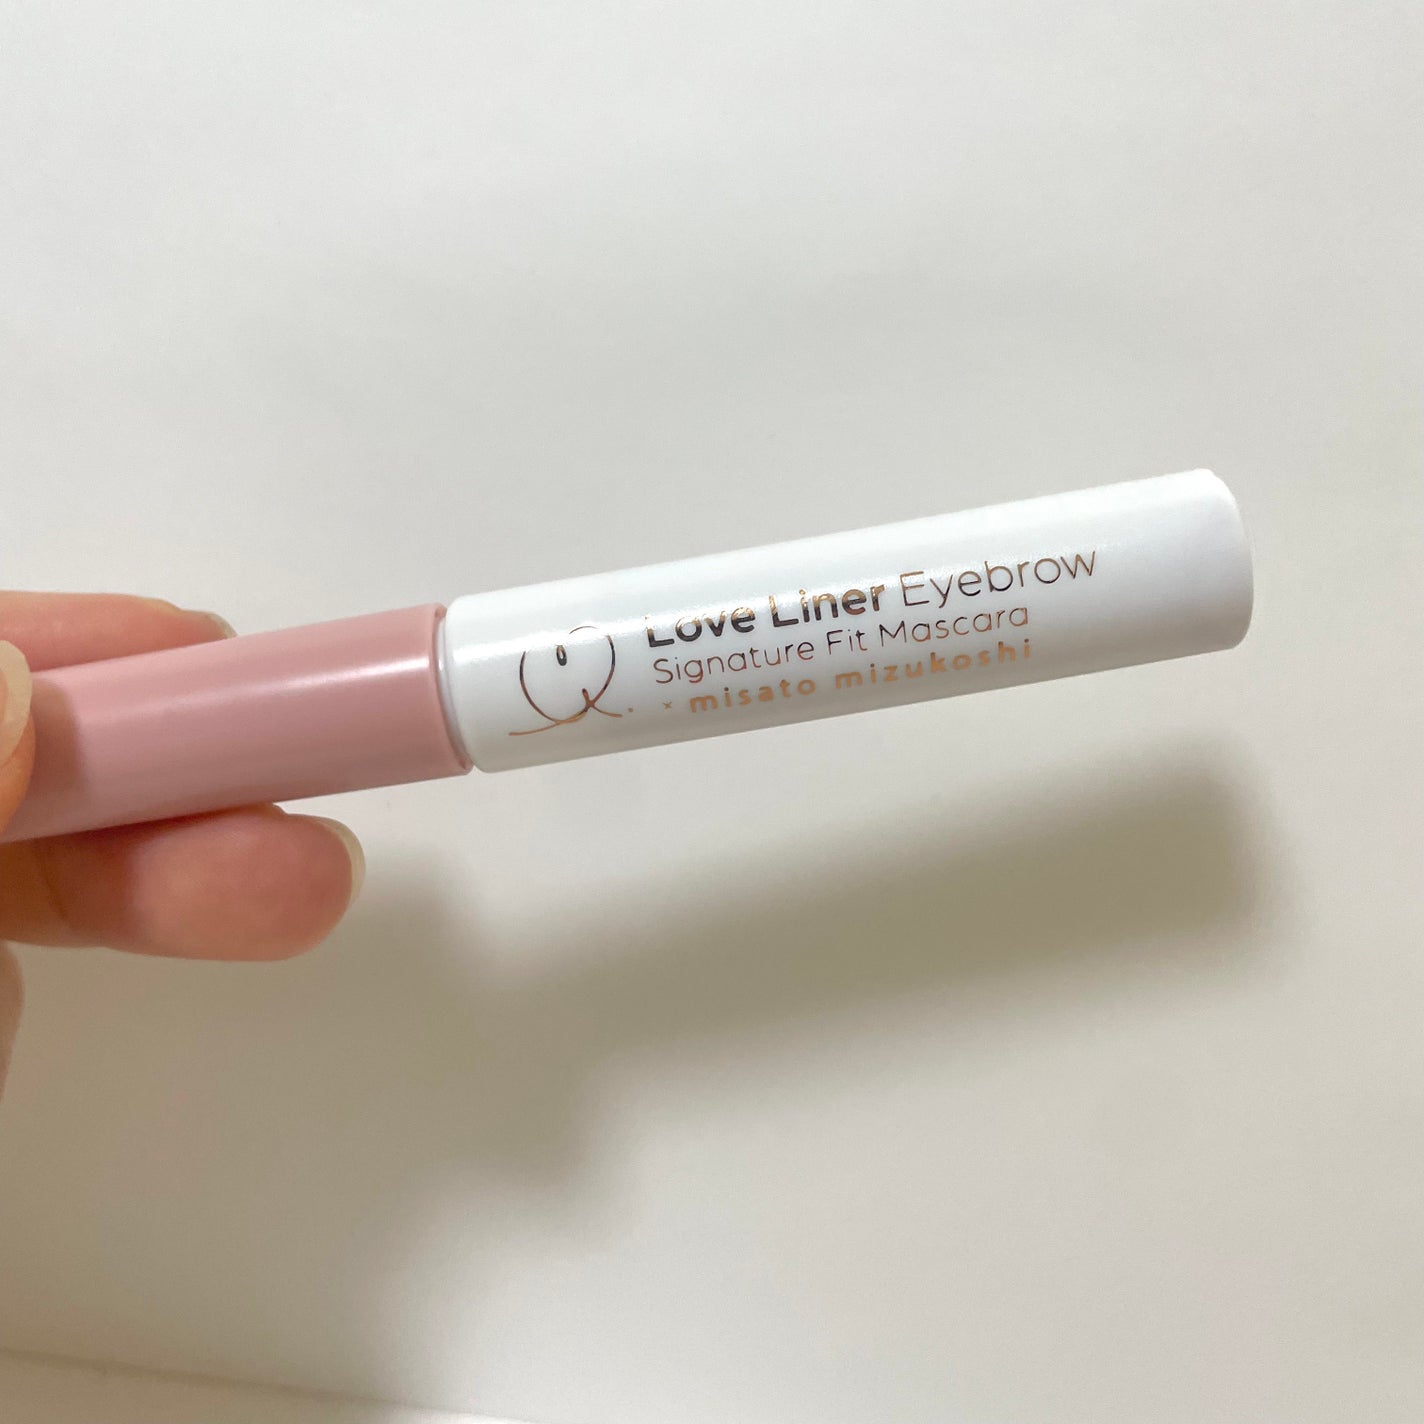 Love Liner Eyebrow
Signature Fit Mascara
× misato mizukoshi